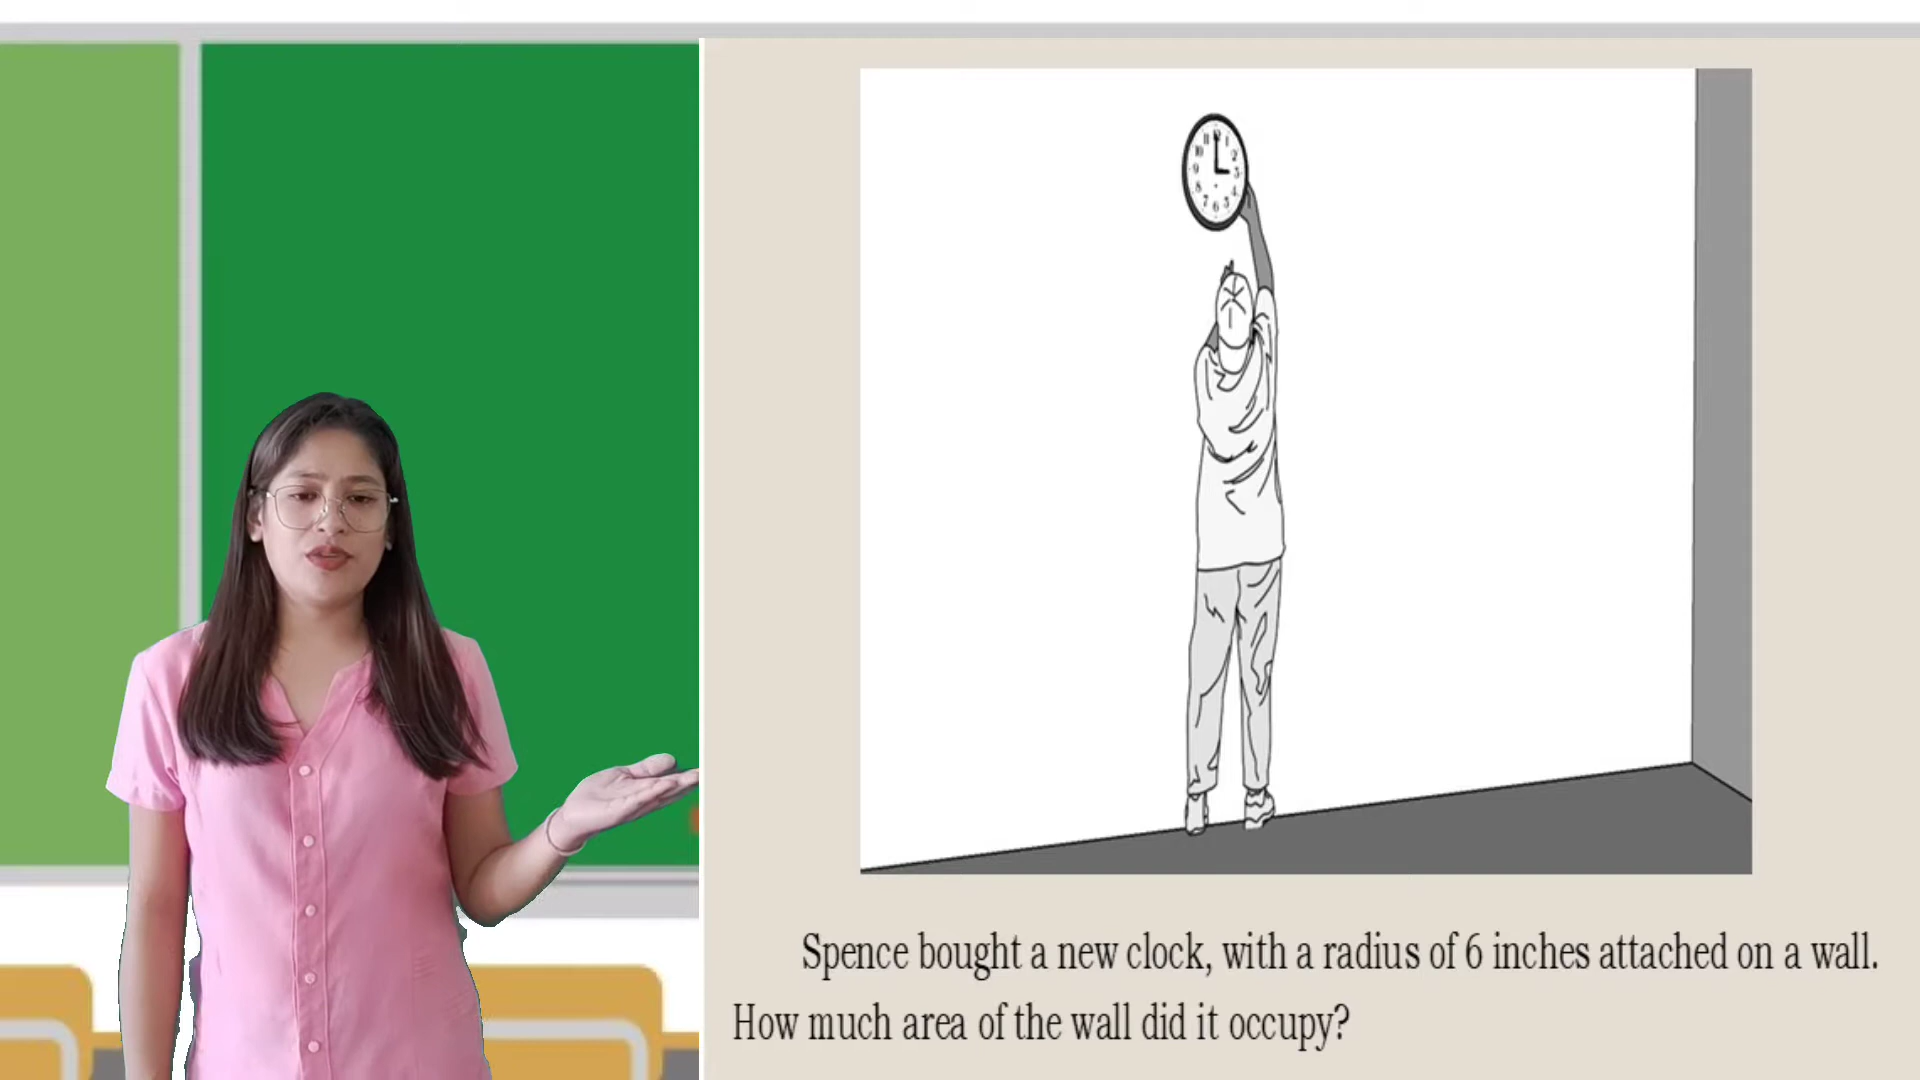 Spence bought a new clock, with a radius of 6 inches attached on a wall.
How much area of the wall did it occupy?